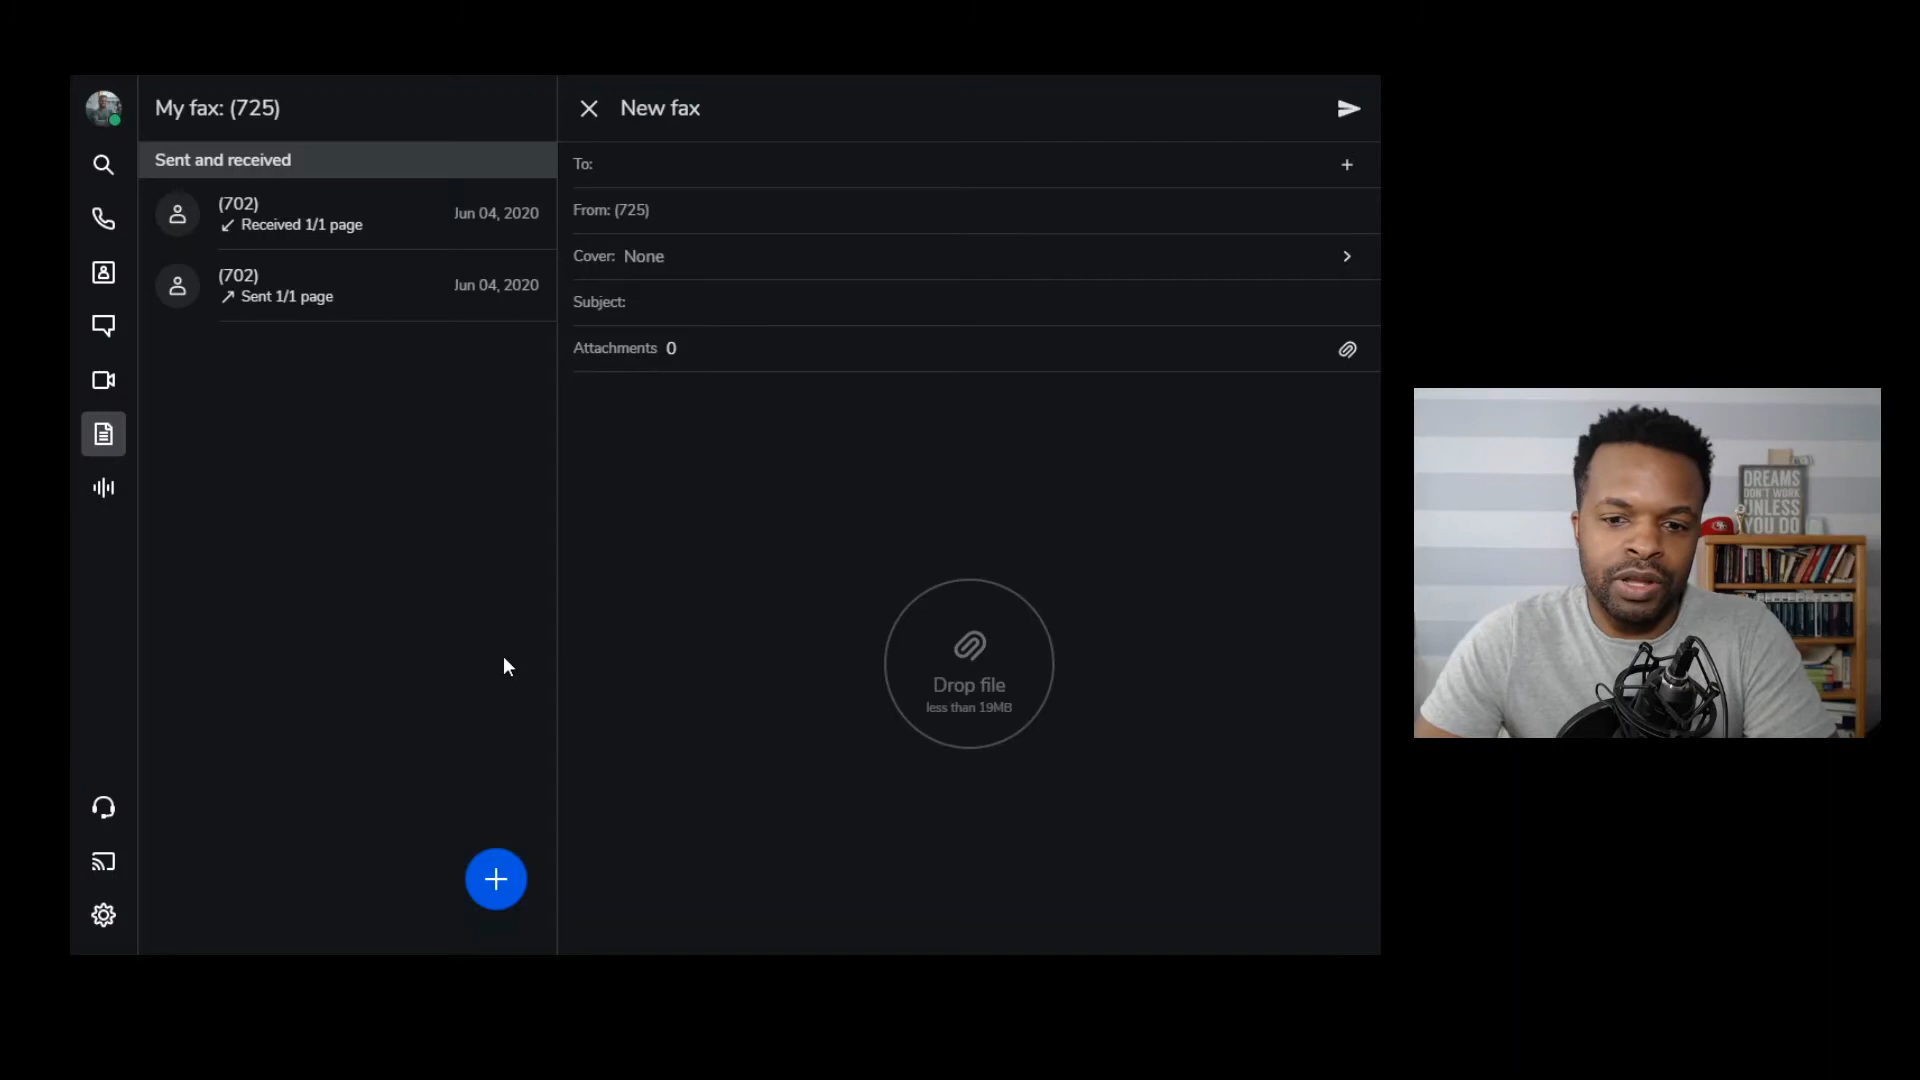 My fax: (725)
Sent and received
(702)
Received 1/1 page
Jun 04, 2020
(702)
Sent 1/1 page
Jun 04, 2020
New fax
To:
From: (725)
Cover: None
Subject:
Attachments 0
Drop file
less than 19MB
DREAMS
DON'T WORK
UNLESS
YOU DO